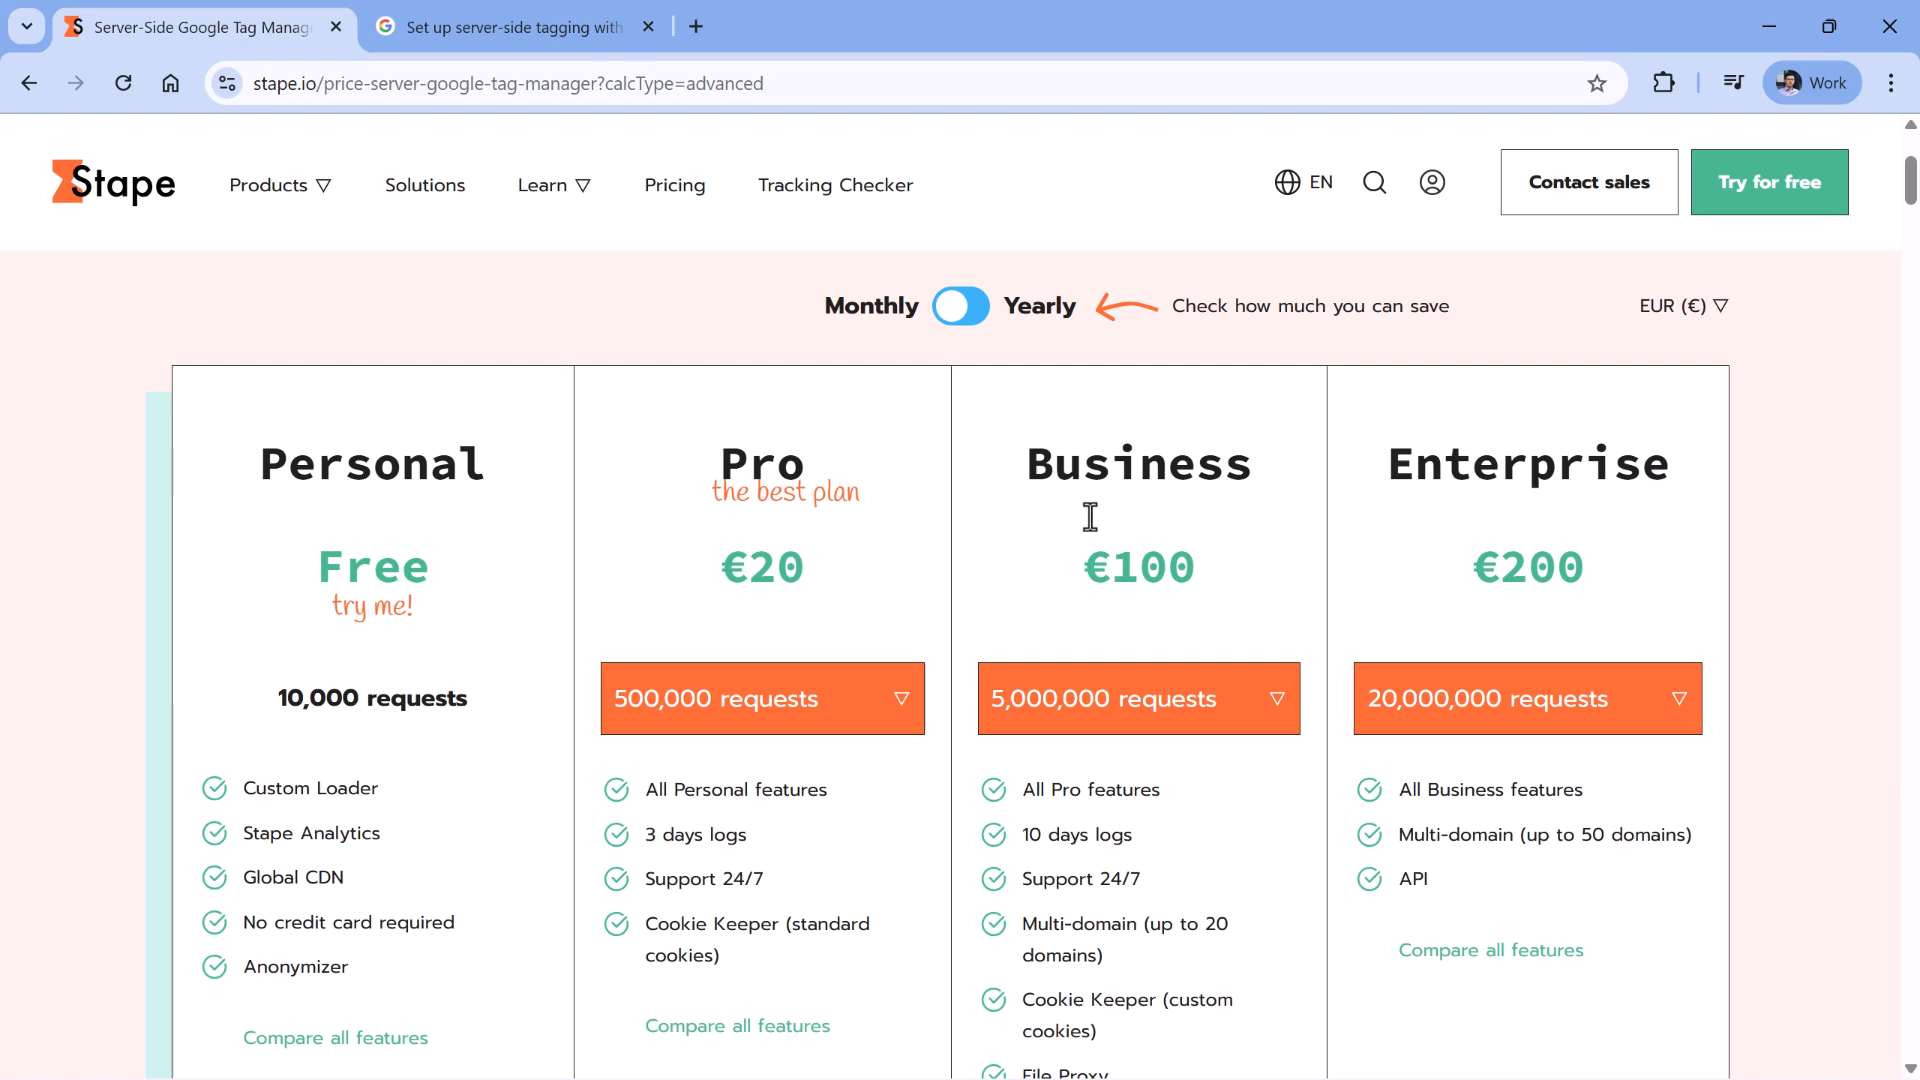 Server-Side Google Tag Manag
Set up server-side tagging with
stape.io/price-server-google-tag-manager?calcType=advanced
Work
Stape
Products
Solutions
Learn
Pricing
Tracking Checker
EN
Contact sales
Try for free
Monthly
Yearly
Check how much you can save
EUR (€)
Personal
Free
try me!
10,000 requests
Custom Loader
Stape Analytics
Global CDN
No credit card required
Anonymizer
Compare all features
Pro
the best plan
€20
500,000 requests
All Personal features
3 days logs
Support 24/7
Cookie Keeper (standard
cookies)
Compare all features
Business
€100
5,000,000 requests
All Pro features
10 days logs
Support 24/7
Multi-domain (up to 20
domains)
Cookie Keeper (custom
cookies)
File Proxy
Enterprise
€200
20,000,000 requests
All Business features
Multi-domain (up to 50 domains)
API
Compare all features